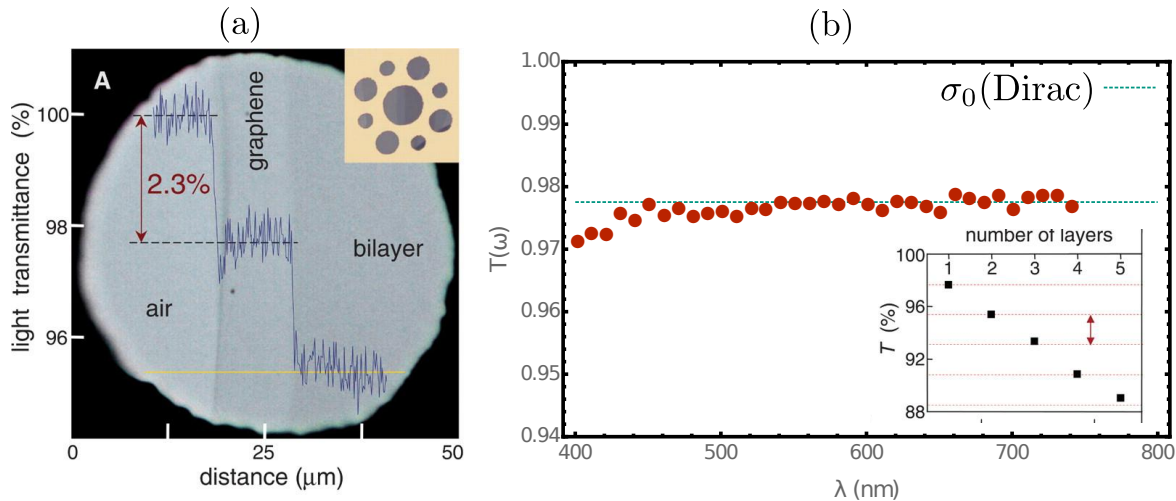 (a)
A
graphene
2.3%
air
bilayer
light transmittance (%)
100
98
96
0
25
50
distance (μm)
(b)
1.00
0.99
0.98
0.97
0.96
0.95
0.94
T(ω)
σ₀(Dirac)
number of layers
1 2 3 4 5
100
96
92
88
T (%)
400 500 600 700 800
λ (nm)